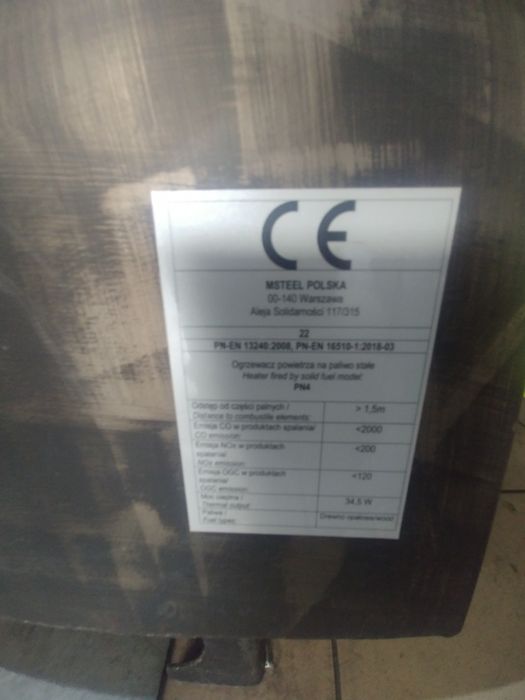 CE
MSTEEL POLSKA
00-140 Warszawa
Aleja Solidarności 117/315
22
PN-EN 13240:2008, PN-EN 16510-1:2018-03
Ogrzewacz powietrza na paliwo stałe
Heater fired by solid fuel model:
PN4
Odstęp od części palnych /
Distance to combustile elements: > 1,5m
Emisja CO w produktach spalania/
CO emission: <2000
Emisja NOx w produktach
spalania/
NOx emission: <200
Emisja OGC w produktach
spalania/
OGC emission: <120
Moc cieplna /
Thermal output: 34,5 W
Paliwa /
Fuel types: Drewno opałowe/wood